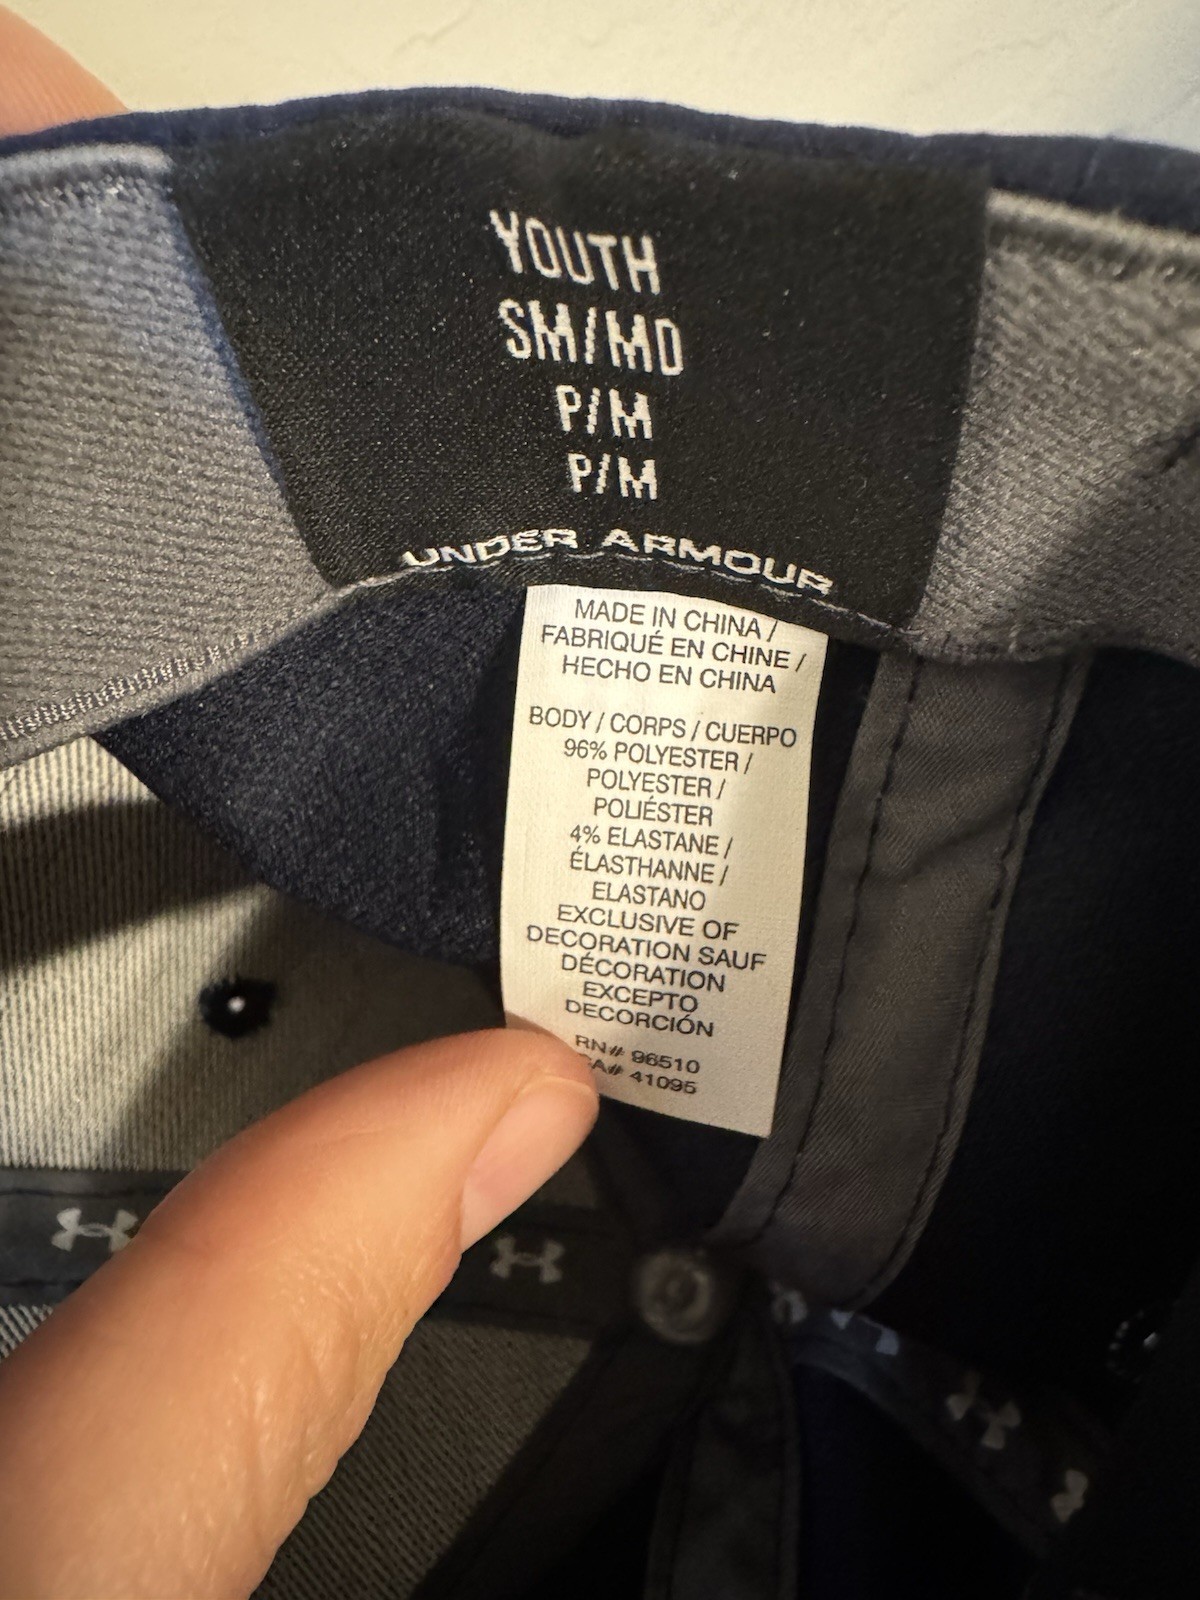 YOUTH
SM/MD
P/M
P/M
UNDER ARMOUR
MADE IN CHINA /
FABRIQUÉ EN CHINE /
HECHO EN CHINA
BODY / CORPS / CUERPO
96% POLYESTER /
POLYESTER /
POLIÉSTER
4% ELASTANE /
ÉLASTHANNE /
ELASTANO
EXCLUSIVE OF
DECORATION SAUF
DÉCORATION
EXCEPTO
DECORCIÓN
RN# 96510
41095